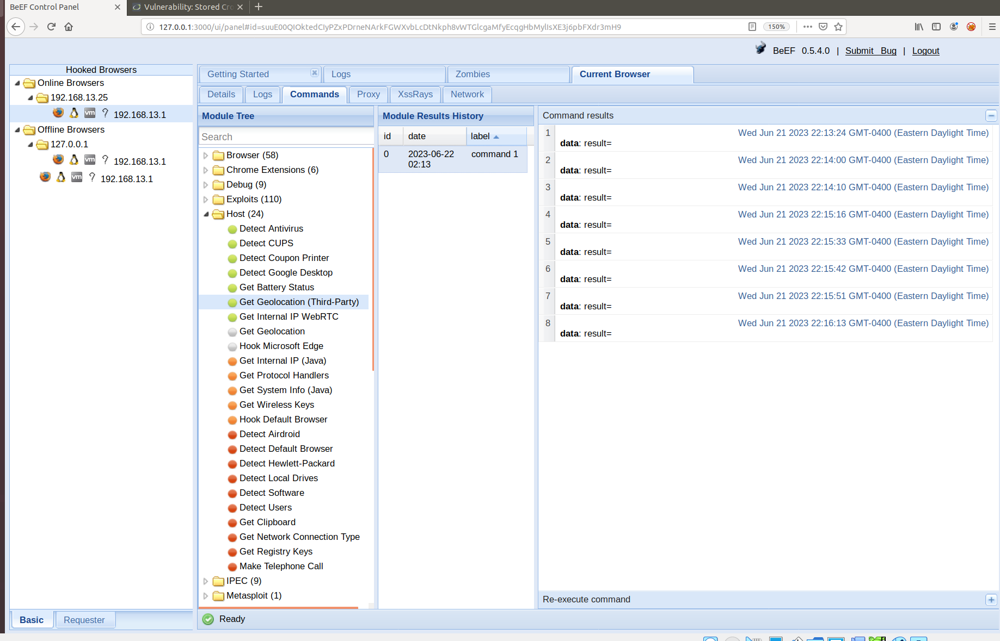 BeEF Control Panel
Vulnerability: Stored Cro
127.0.0.1:3000/ui/panel#id=suuE00QIOktedCIyPZxPDrneNArkFGWXvbLcDtNkph8vWTGlcgaMfyEcqgHbMylIsXE3j6pbFXdr3mH9
150%
BeEF 0.5.4.0 | Submit Bug | Logout
Hooked Browsers
Online Browsers
192.168.13.25
vm ? 192.168.13.1
Offline Browsers
127.0.0.1
vm ? 192.168.13.1
vm ? 192.168.13.1
Basic
Requester
Getting Started
Logs
Zombies
Current Browser
Details
Logs
Commands
Proxy
XssRays
Network
Module Tree
Search
Browser (58)
Chrome Extensions (6)
Debug (9)
Exploits (110)
Host (24)
Detect Antivirus
Detect CUPS
Detect Coupon Printer
Detect Google Desktop
Get Battery Status
Get Geolocation (Third-Party)
Get Internal IP WebRTC
Get Geolocation
Hook Microsoft Edge
Get Internal IP (Java)
Get Protocol Handlers
Get System Info (Java)
Get Wireless Keys
Hook Default Browser
Detect Airdroid
Detect Default Browser
Detect Hewlett-Packard
Detect Local Drives
Detect Software
Detect Users
Get Clipboard
Get Network Connection Type
Get Registry Keys
Make Telephone Call
IPEC (9)
Metasploit (1)
Module Results History
id date label
0 2023-06-22 02:13 command 1
Command results
1 Wed Jun 21 2023 22:13:24 GMT-0400 (Eastern Daylight Time)
data: result=
2 Wed Jun 21 2023 22:14:00 GMT-0400 (Eastern Daylight Time)
data: result=
3 Wed Jun 21 2023 22:14:10 GMT-0400 (Eastern Daylight Time)
data: result=
4 Wed Jun 21 2023 22:15:16 GMT-0400 (Eastern Daylight Time)
data: result=
5 Wed Jun 21 2023 22:15:33 GMT-0400 (Eastern Daylight Time)
data: result=
6 Wed Jun 21 2023 22:15:42 GMT-0400 (Eastern Daylight Time)
data: result=
7 Wed Jun 21 2023 22:15:51 GMT-0400 (Eastern Daylight Time)
data: result=
8 Wed Jun 21 2023 22:16:13 GMT-0400 (Eastern Daylight Time)
data: result=
Re-execute command
Ready